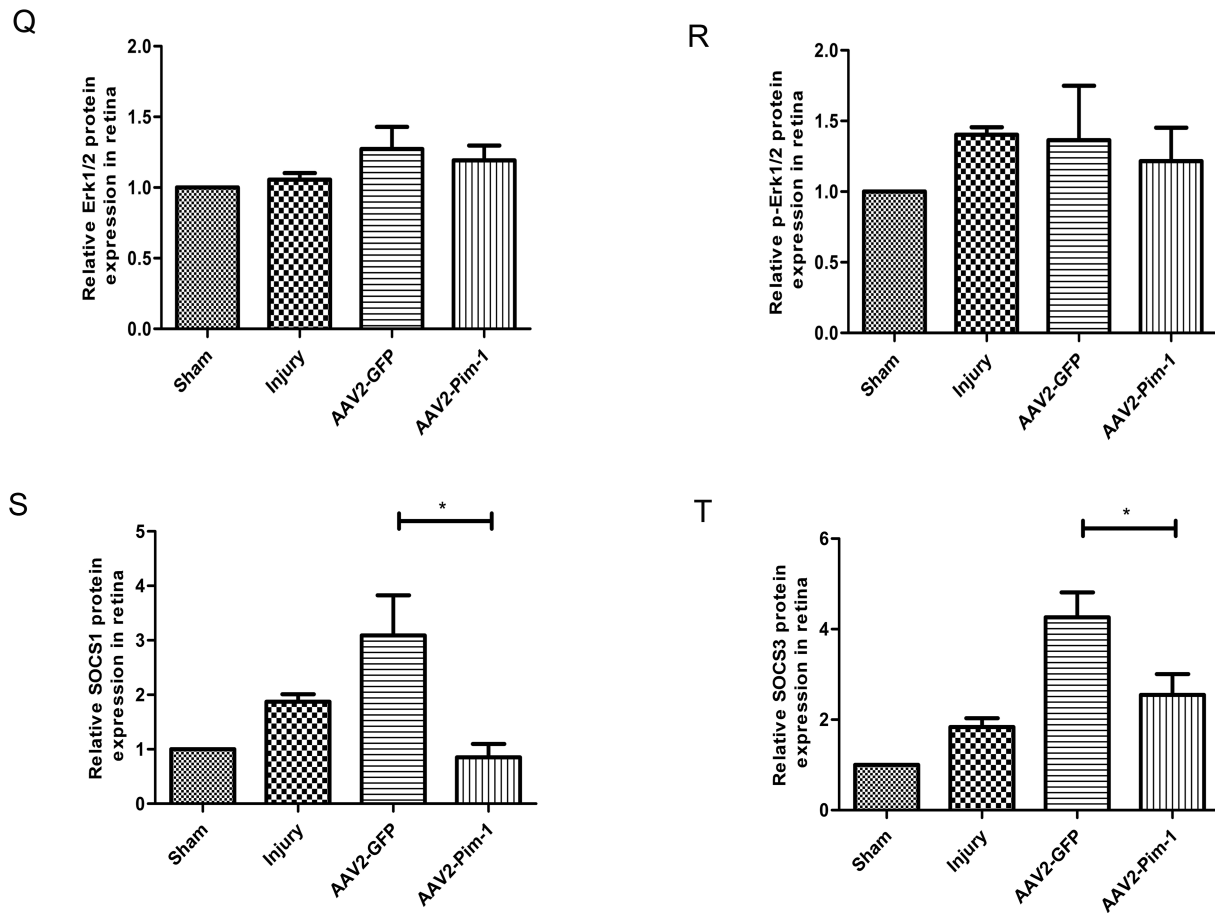 Q
Relative Erk1/2 protein
expression in retina
2.0
1.5
1.0
0.5
0.0
Sham
Injury
AAV2-GFP
AAV2-Pim-1
R
Relative p-Erk1/2 protein
expression in retina
2.0
1.5
1.0
0.5
0.0
Sham
Injury
AAV2-GFP
AAV2-Pim-1
S
Relative SOCS1 protein
expression in retina
*
5
4
3
2
1
0
Sham
Injury
AAV2-GFP
AAV2-Pim-1
T
Relative SOCS3 protein
expression in retina
*
6
4
2
0
Sham
Injury
AAV2-GFP
AAV2-Pim-1